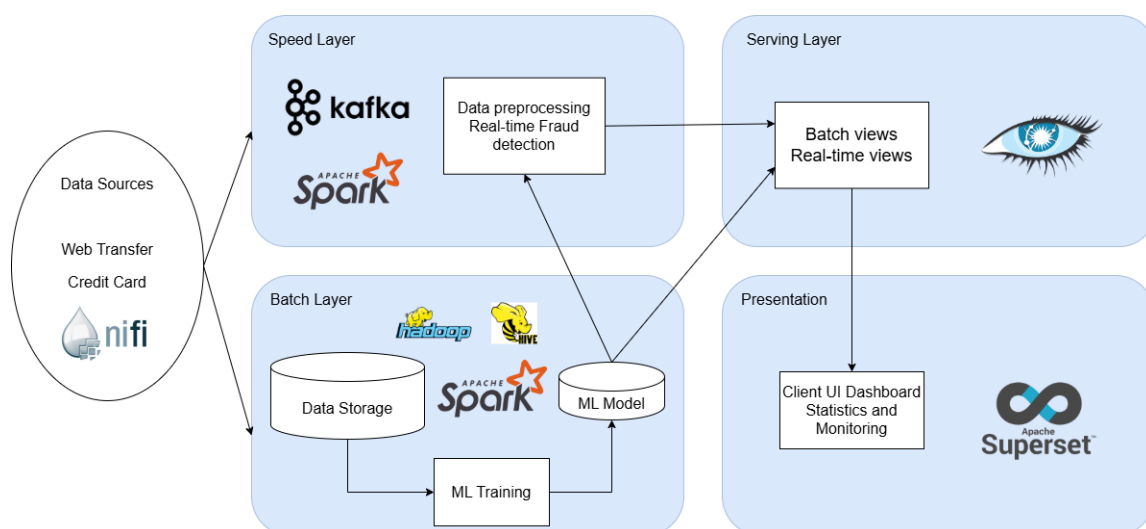 Data Sources
Web Transfer
Credit Card
nifi
Speed Layer
kafka
APACHE
Spark
Data preprocessing
Real-time Fraud
detection
Serving Layer
Batch views
Real-time views
Batch Layer
hadoop
HIVE
Data Storage
APACHE
Spark
ML Model
ML Training
Presentation
Client UI Dashboard
Statistics and
Monitoring
Apache
Superset™